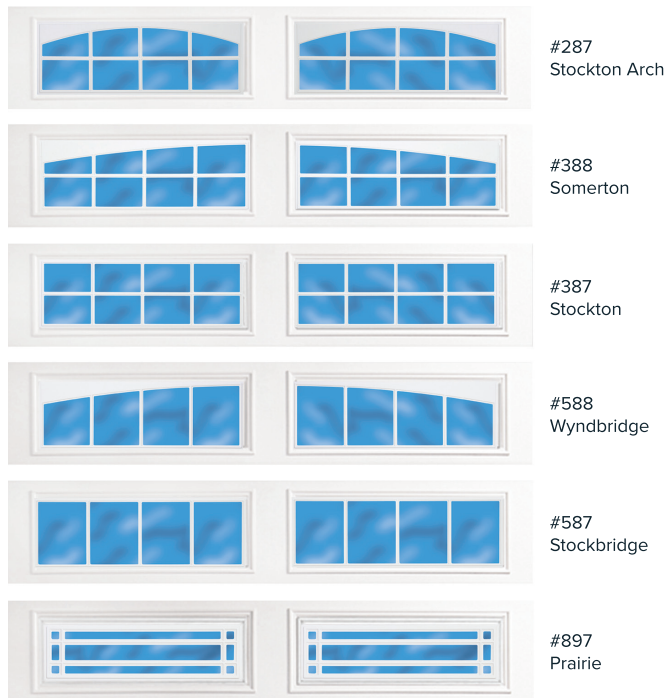 #287
Stockton Arch
#388
Somerton
#387
Stockton
#588
Wyndbridge
#587
Stockbridge
#897
Prairie